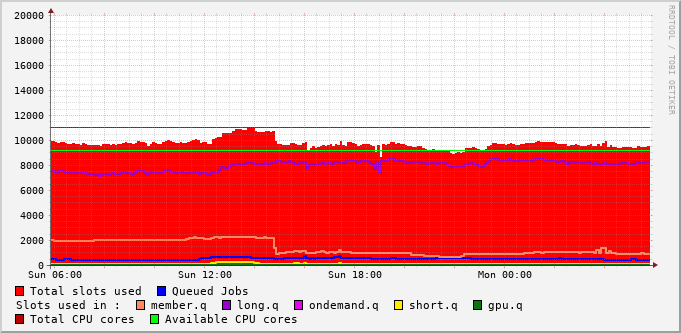 20000
18000
16000
14000
12000
10000
8000
6000
4000
2000
0
Sun 06:00 Sun 12:00 Sun 18:00 Mon 00:00
Total slots used Queued Jobs
Slots used in : member.q long.q ondemand.q short.q gpu.q
Total CPU cores Available CPU cores
RRDTOOL / TOBI OETIKER